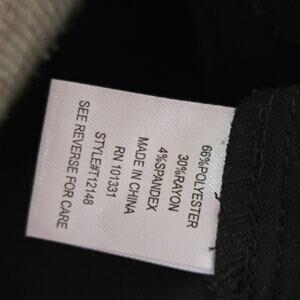 66%POLYESTER
30%RAYON
4%SPANDEX
MADE IN CHINA
RN 101331
STYLE#T12148
SEE REVERSE FOR CARE